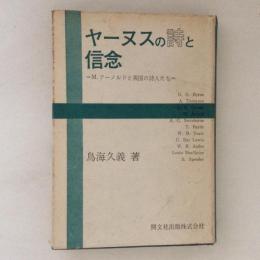 ヤーヌスの詩と
信念
~M.アーノルドと英国の詩人たち~
G. G. Byron
A. Tennyson
A. C. Swinburne
T. Hardy
W. B. Yeats
C. Day Lewis
W. H. Auden
Louis MacNeice
S. Spender
鳥海久義 著
開文社出版株式会社